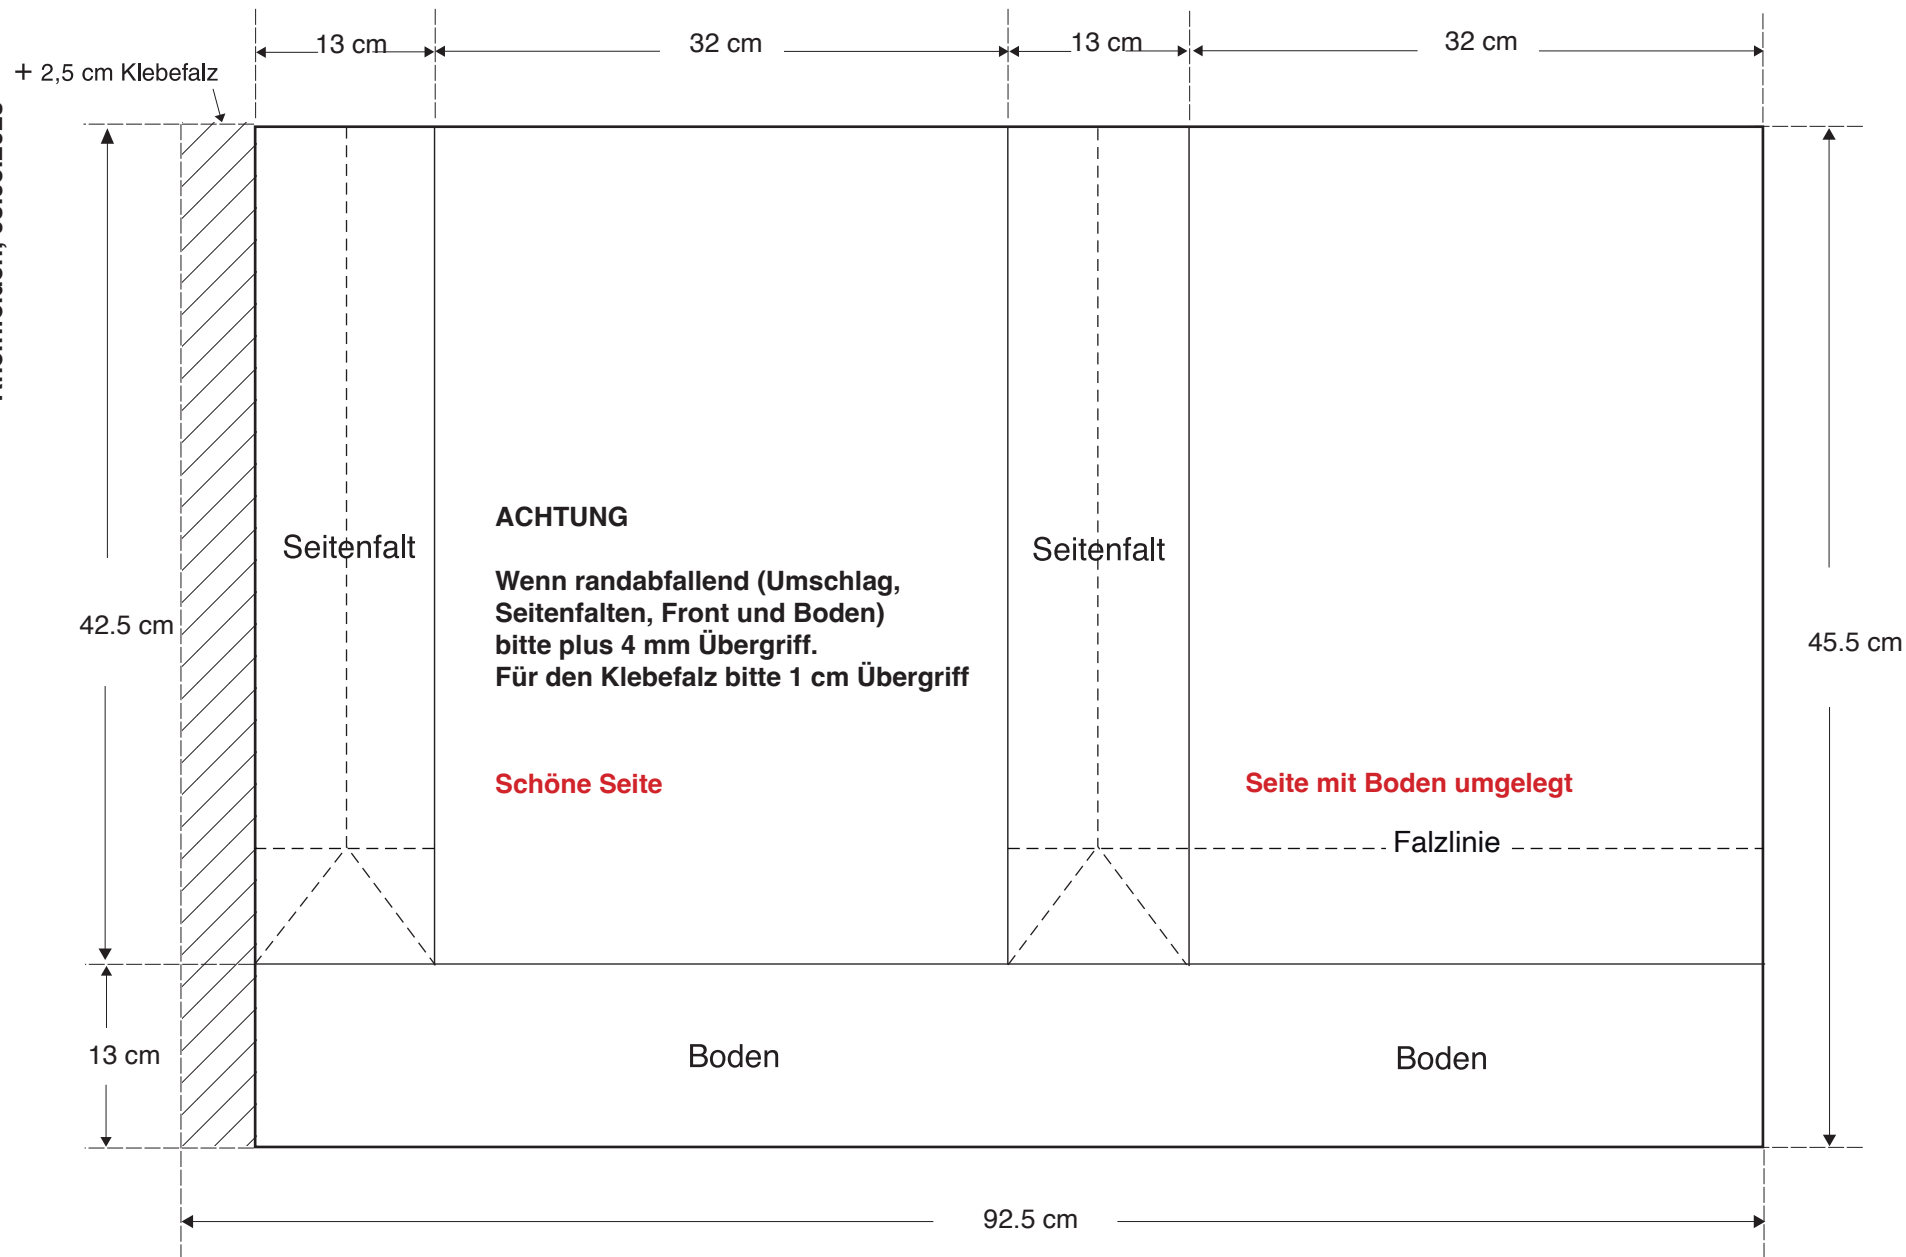 13 cm
32 cm
13 cm
32 cm
+ 2,5 cm Klebefalz
ACHTUNG
Seitenfalt
Seitenfalt
Wenn randabfallend (Umschlag,
Seitenfalten, Front und Boden)
bitte plus 4 mm Übergriff.
Für den Klebefalz bitte 1 cm Übergriff
42.5 cm
45.5 cm
Schöne Seite
Seite mit Boden umgelegt
Falzlinie
13 cm
Boden
Boden
92.5 cm